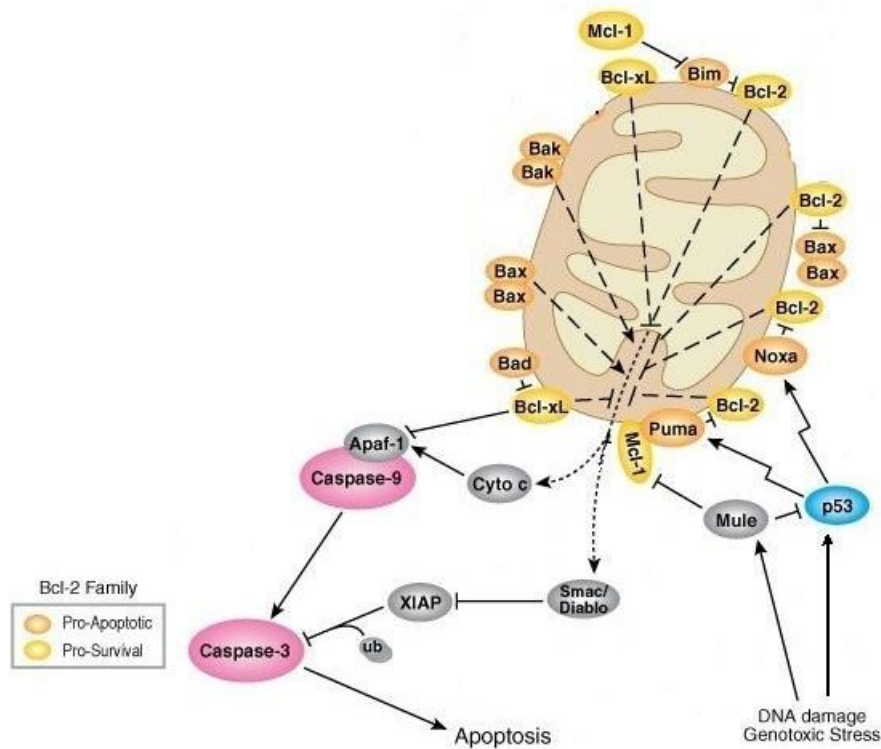 Mcl-1
Bcl-xL
Bim
Bcl-2
Bak
Bak
Bcl-2
Bax
Bax
Bax
Bax
Bcl-2
Noxa
Bad
Bcl-xL
Bcl-2
Puma
Mcl-1
Apaf-1
Caspase-9
Cyto c
Mule
p53
Smac/
Diablo
XIAP
ub
Caspase-3
Bcl-2 Family
Pro-Apoptotic
Pro-Survival
Apoptosis
DNA damage
Genotoxic Stress